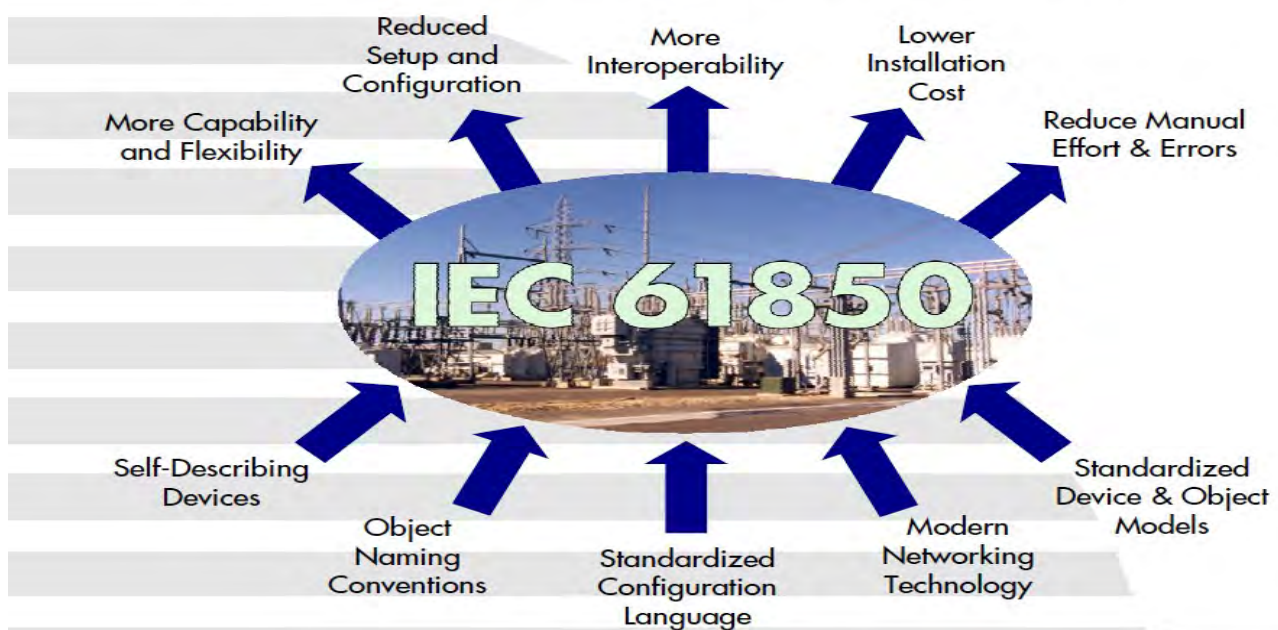 Reduced
Setup and
Configuration
More
Interoperability
Lower
Installation
Cost
More Capability
and Flexibility
Reduce Manual
Effort & Errors
IEC 61850
Self-Describing
Devices
Object
Naming
Conventions
Standardized
Configuration
Language
Modern
Networking
Technology
Standardized
Device & Object
Models